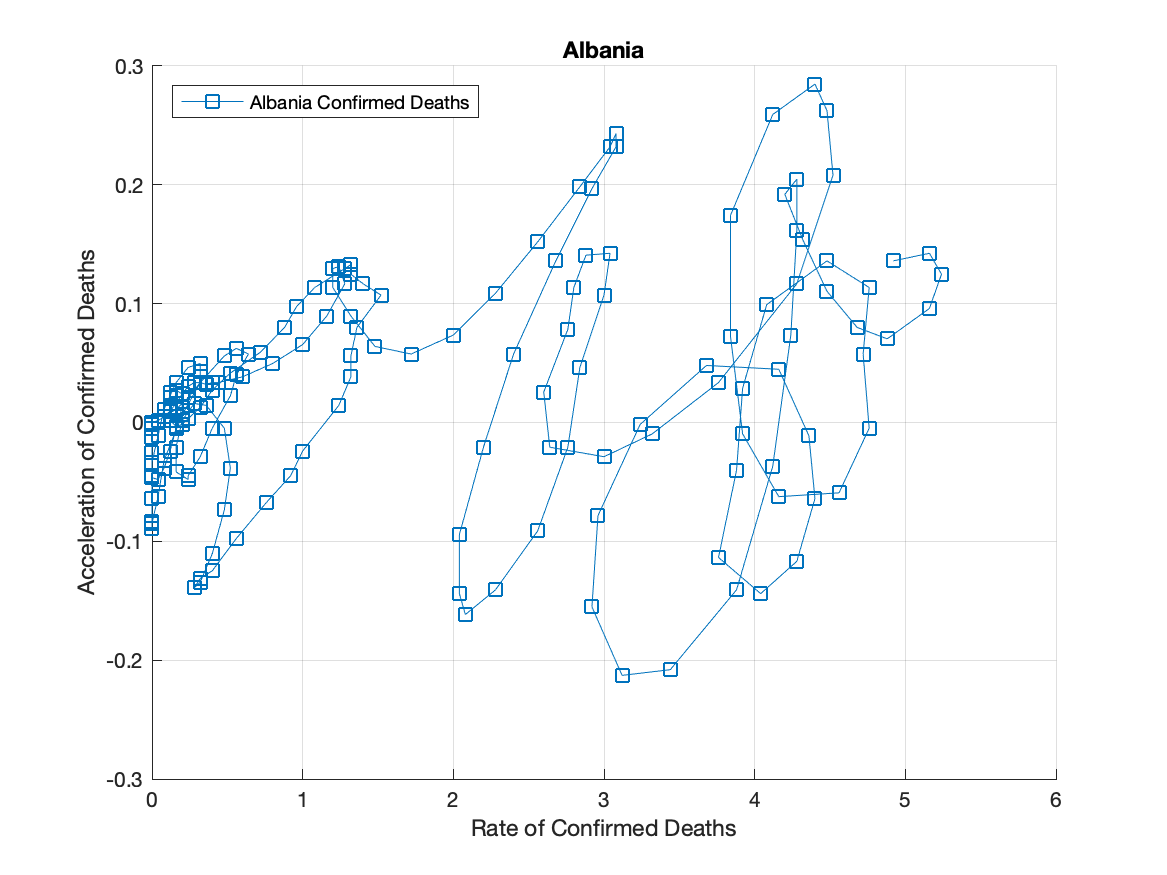 Albania
Albania Confirmed Deaths
0.3
0.2
0.1
0
-0.1
-0.2
-0.3
Acceleration of Confirmed Deaths
0 1 2 3 4 5 6
Rate of Confirmed Deaths